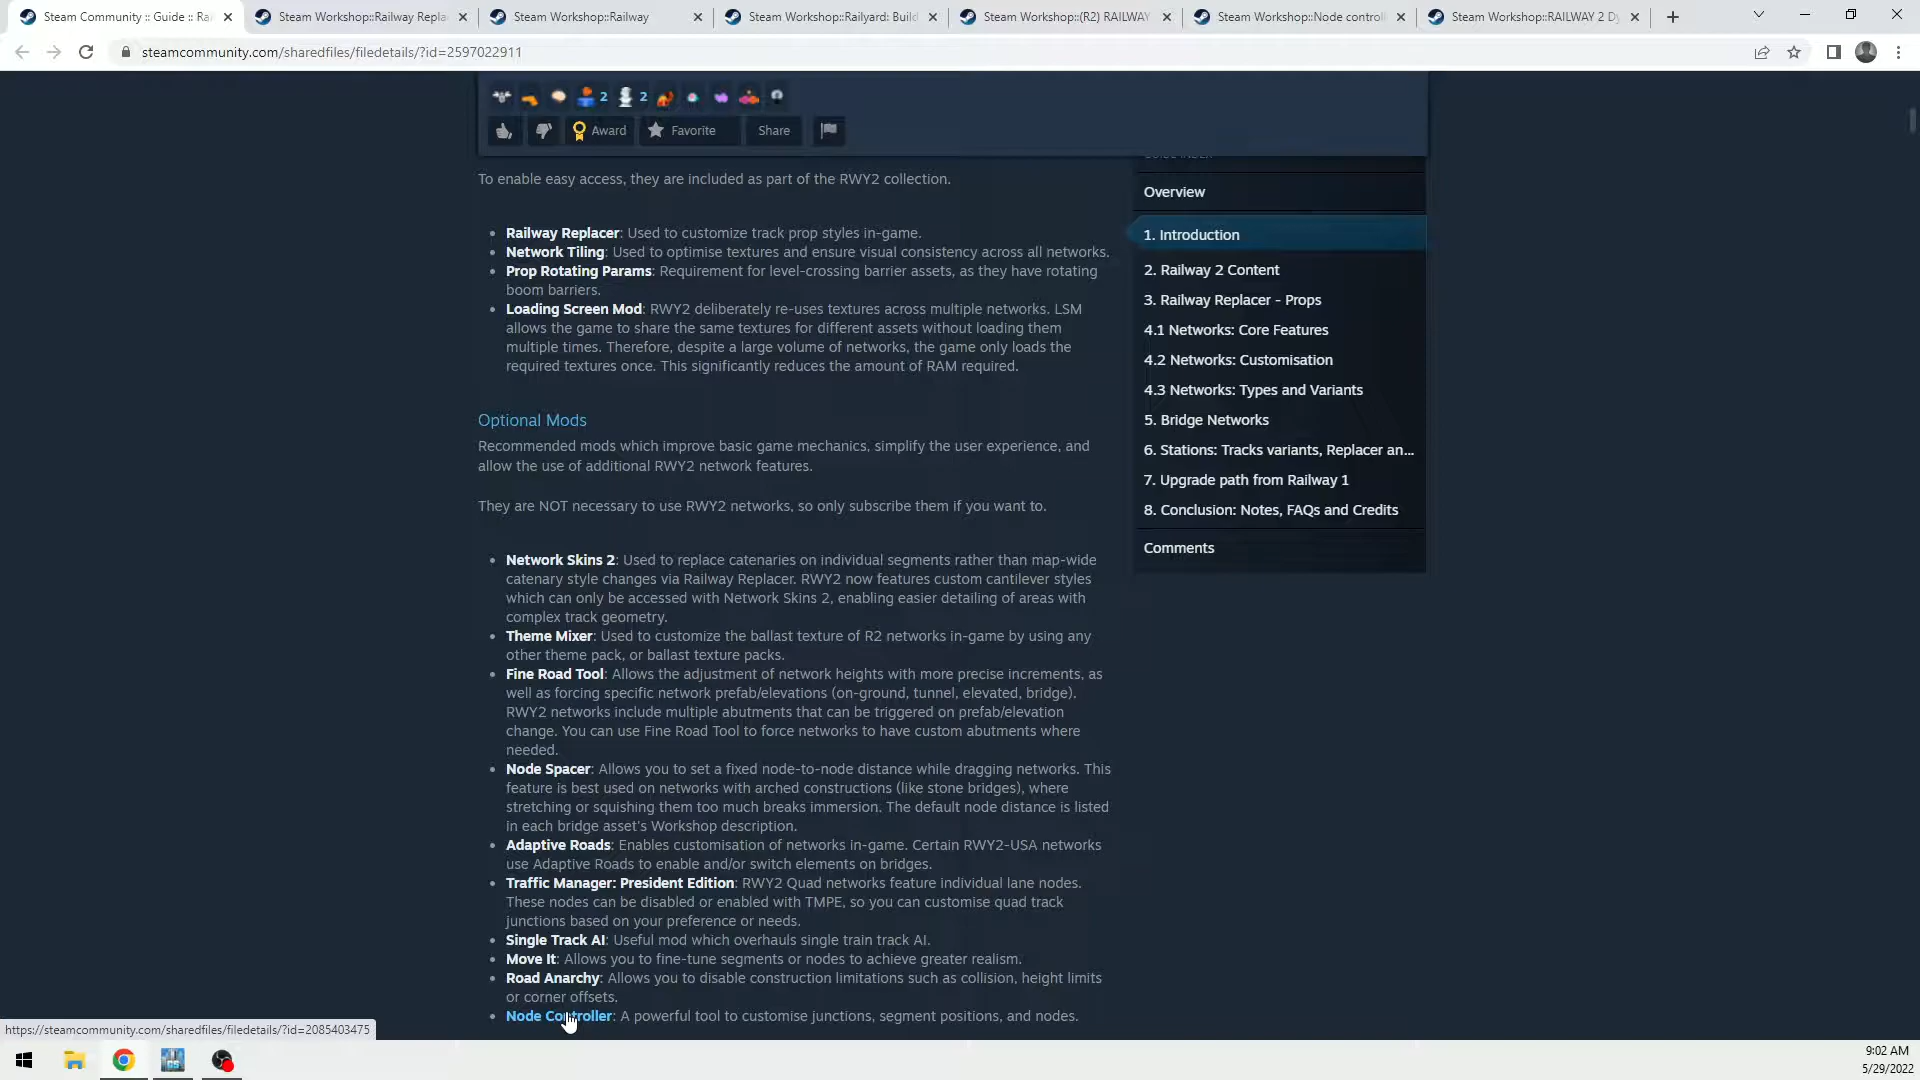 Steam Community :: Guide :: Ra
Steam Workshop::Railway Repla
Steam Workshop::Railway
Steam Workshop::Railyard: Build
Steam Workshop::(R2) RAILWAY
Steam Workshop::Node controll
Steam Workshop::RAILWAY 2 Dy
steamcommunity.com/sharedfiles/filedetails/?id=2597022911
2 2
Award Favorite Share
To enable easy access, they are included as part of the RWY2 collection.
Railway Replacer: Used to customize track prop styles in-game.
Network Tiling: Used to optimise textures and ensure visual consistency across all networks.
Prop Rotating Params: Requirement for level-crossing barrier assets, as they have rotating
boom barriers.
Loading Screen Mod: RWY2 deliberately re-uses textures across multiple networks. LSM
allows the game to share the same textures for different assets without loading them
multiple times. Therefore, despite a large volume of networks, the game only loads the
required textures once. This significantly reduces the amount of RAM required.
Optional Mods
Recommended mods which improve basic game mechanics, simplify the user experience, and
allow the use of additional RWY2 network features.
They are NOT necessary to use RWY2 networks, so only subscribe them if you want to.
Network Skins 2: Used to replace catenaries on individual segments rather than map-wide
catenary style changes via Railway Replacer. RWY2 now features custom cantilever styles
which can only be accessed with Network Skins 2, enabling easier detailing of areas with
complex track geometry.
Theme Mixer: Used to customize the ballast texture of R2 networks in-game by using any
other theme pack, or ballast texture packs.
Fine Road Tool: Allows the adjustment of network heights with more precise increments, as
well as forcing specific network prefab/elevations (on-ground, tunnel, elevated, bridge).
RWY2 networks include multiple abutments that can be triggered on prefab/elevation
change. You can use Fine Road Tool to force networks to have custom abutments where
needed.
Node Spacer: Allows you to set a fixed node-to-node distance while dragging networks. This
feature is best used on networks with arched constructions (like stone bridges), where
stretching or squishing them too much breaks immersion. The default node distance is listed
in each bridge asset's Workshop description.
Adaptive Roads: Enables customisation of networks in-game. Certain RWY2-USA networks
use Adaptive Roads to enable and/or switch elements on bridges.
Traffic Manager: President Edition: RWY2 Quad networks feature individual lane nodes.
These nodes can be disabled or enabled with TMPE, so you can customise quad track
junctions based on your preference or needs.
Single Track AI: Useful mod which overhauls single train track AI.
Move It: Allows you to fine-tune segments or nodes to achieve greater realism.
Road Anarchy: Allows you to disable construction limitations such as collision, height limits
or corner offsets.
Node Controller: A powerful tool to customise junctions, segment positions, and nodes.
Overview
1. Introduction
2. Railway 2 Content
3. Railway Replacer - Props
4.1 Networks: Core Features
4.2 Networks: Customisation
4.3 Networks: Types and Variants
5. Bridge Networks
6. Stations: Tracks variants, Replacer an...
7. Upgrade path from Railway 1
8. Conclusion: Notes, FAQs and Credits
Comments
https://steamcommunity.com/sharedfiles/filedetails/?id=2085403475
9:02 AM
5/29/2022